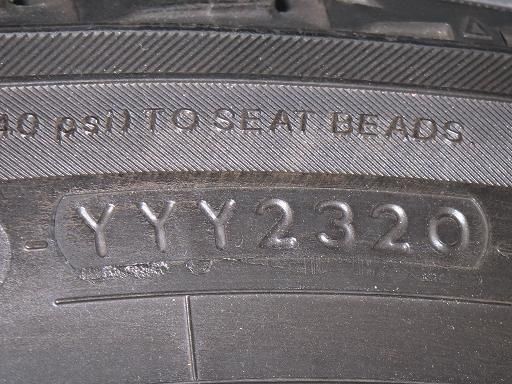 40 psi) TO SEAT BEADS.
YYY2320